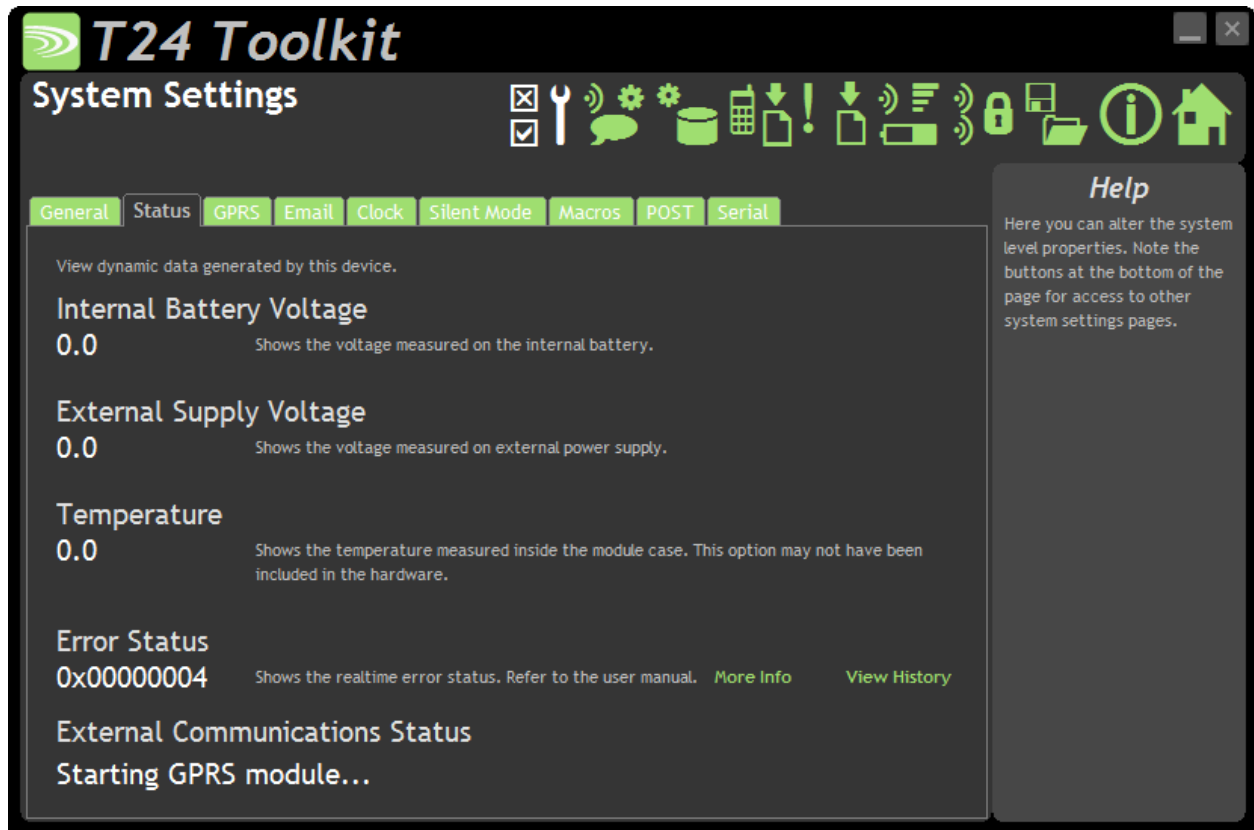 T24 Toolkit
System Settings
General Status GPRS Email Clock Silent Mode Macros POST Serial
View dynamic data generated by this device.
Internal Battery Voltage
0.0 Shows the voltage measured on the internal battery.
External Supply Voltage
0.0 Shows the voltage measured on external power supply.
Temperature
0.0 Shows the temperature measured inside the module case. This option may not have been
included in the hardware.
Error Status
0x00000004 Shows the realtime error status. Refer to the user manual. More Info View History
External Communications Status
Starting GPRS module...
Help
Here you can alter the system
level properties. Note the
buttons at the bottom of the
page for access to other
system settings pages.